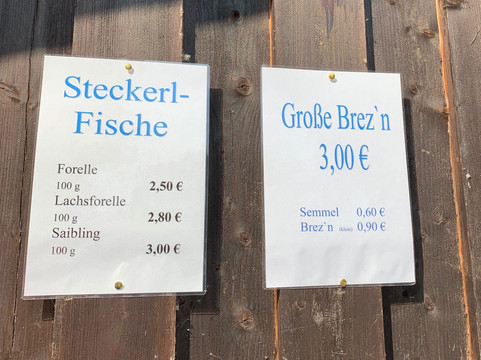 Steckerl-
Fische
Forelle
100 g 2,50 €
Lachsforelle
100 g 2,80 €
Saibling
100 g 3,00 €
Große Brez`n
3,00 €
Semmel 0,60 €
Brez`n (klein) 0,90 €